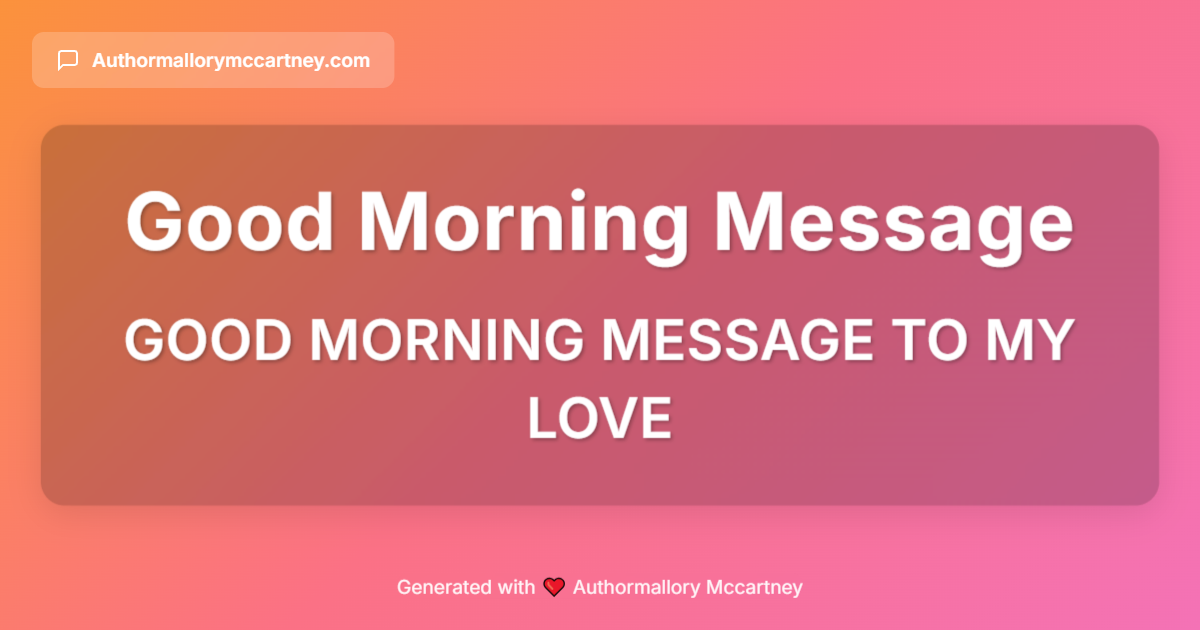 Authormallorymccartney.com
Good Morning Message
GOOD MORNING MESSAGE TO MY
LOVE
Generated with ❤️ Authormallory Mccartney